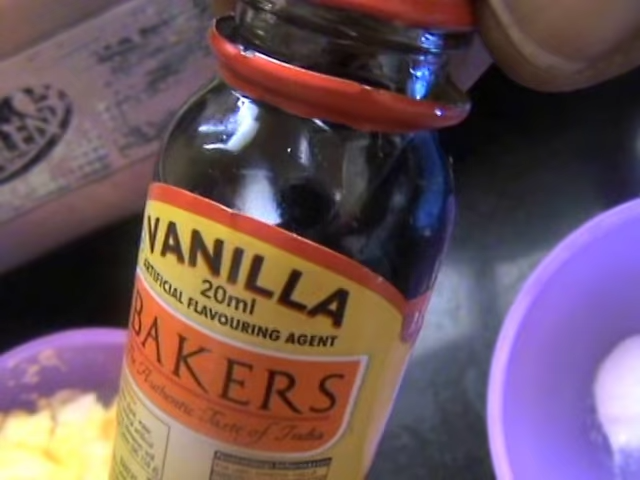 VANILLA
20ml
ARTIFICIAL FLAVOURING AGENT
BAKERS
The Authentic Taste of India